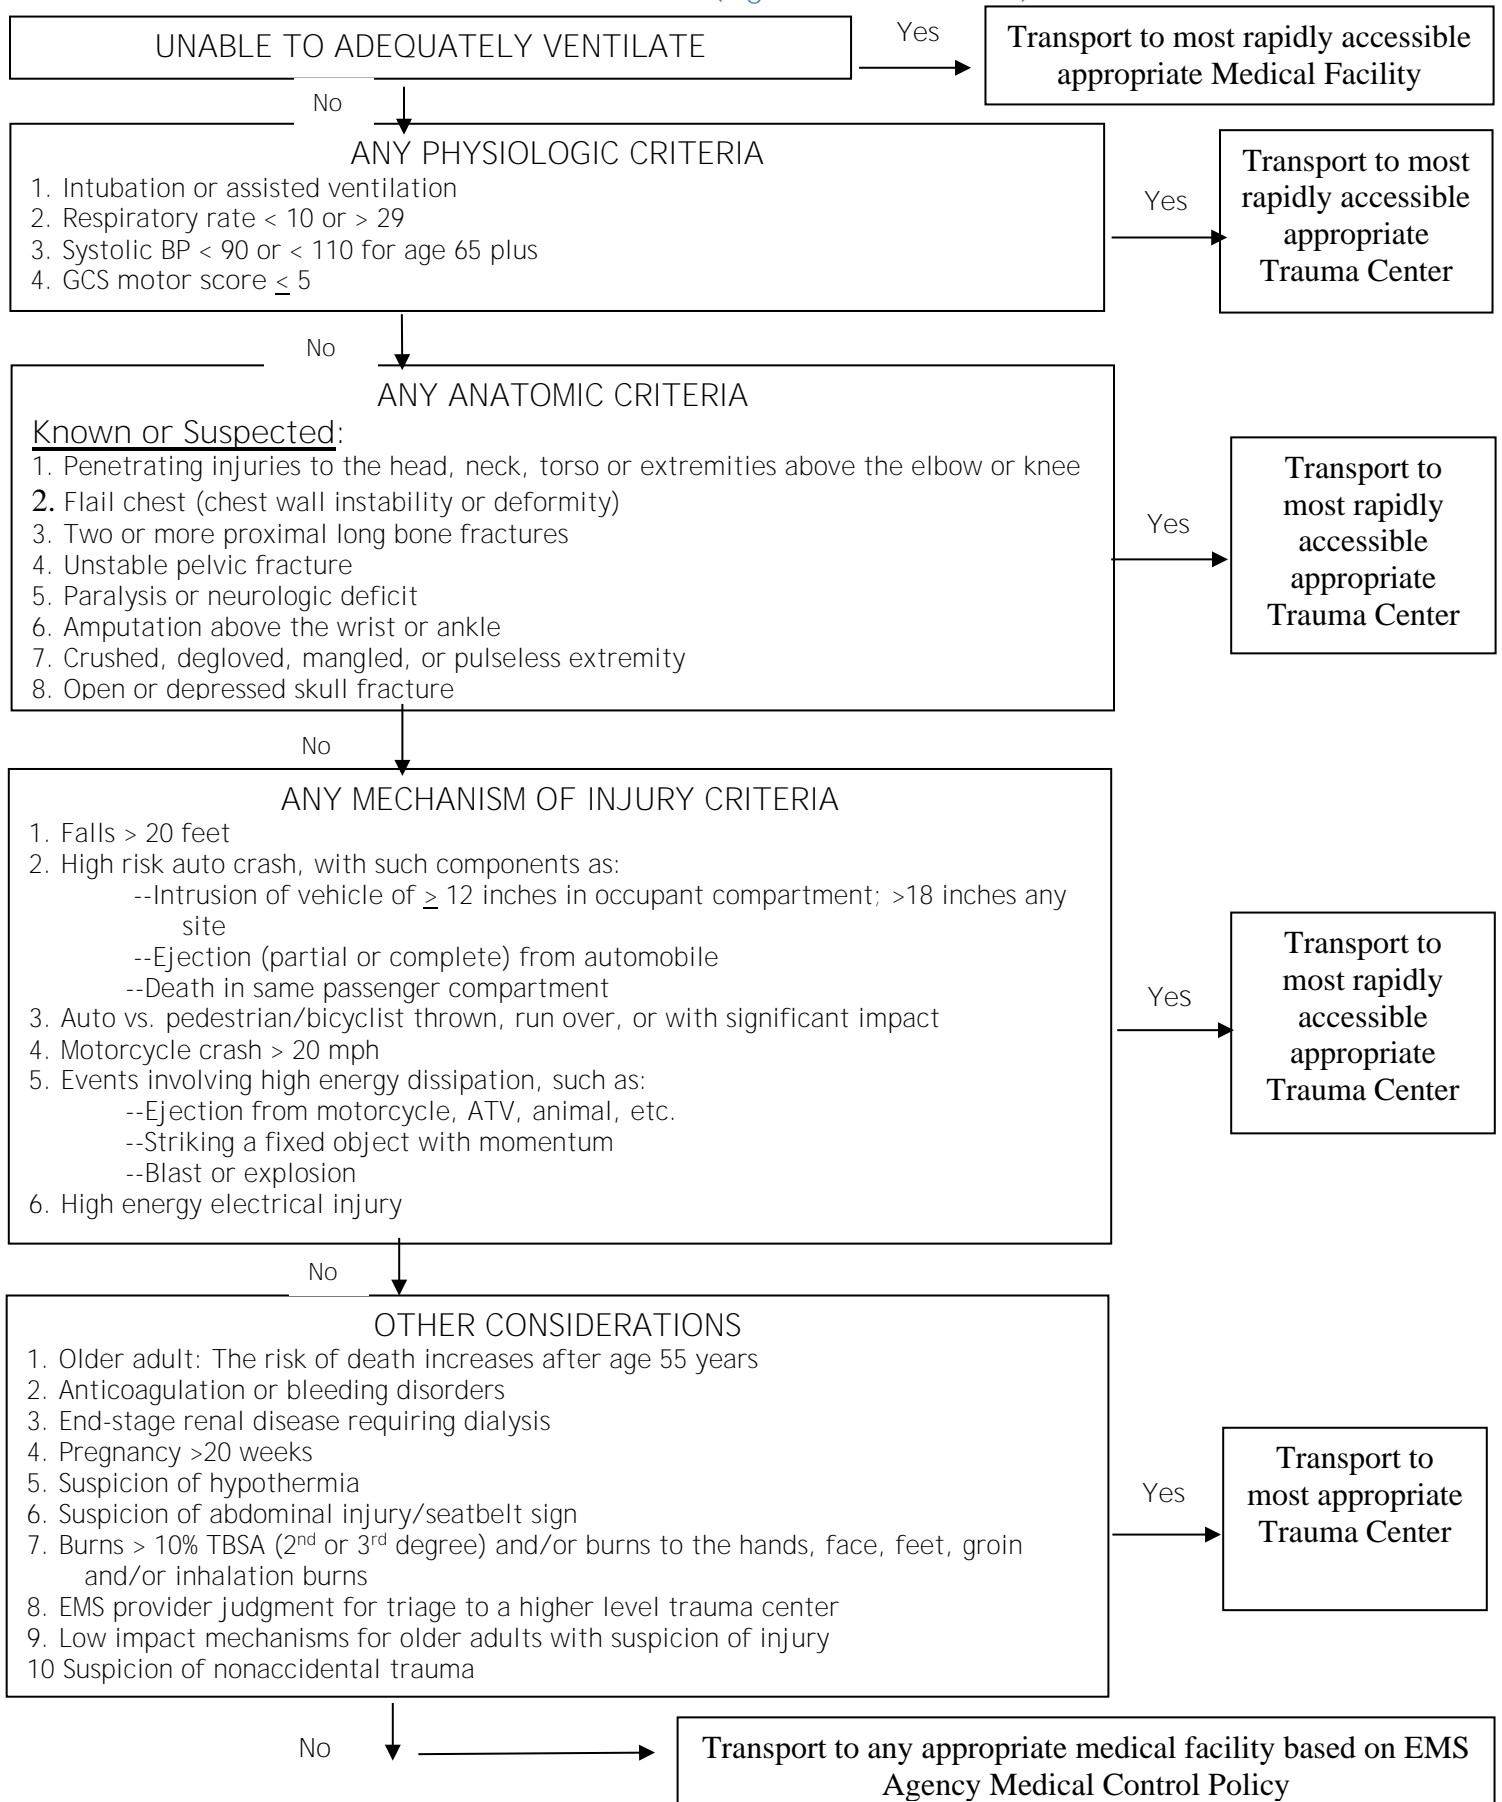 UNABLE TO ADEQUATELY VENTILATE
Yes
Transport to most rapidly accessible
appropriate Medical Facility
No
ANY PHYSIOLOGIC CRITERIA
1. Intubation or assisted ventilation
2. Respiratory rate < 10 or > 29
3. Systolic BP < 90 or < 110 for age 65 plus
4. GCS motor score ≤ 5
Yes
Transport to most
rapidly accessible
appropriate
Trauma Center
No
ANY ANATOMIC CRITERIA
Known or Suspected:
1. Penetrating injuries to the head, neck, torso or extremities above the elbow or knee
2. Flail chest (chest wall instability or deformity)
3. Two or more proximal long bone fractures
4. Unstable pelvic fracture
5. Paralysis or neurologic deficit
6. Amputation above the wrist or ankle
7. Crushed, degloved, mangled, or pulseless extremity
8. Open or depressed skull fracture
Yes
Transport to
most rapidly
accessible
appropriate
Trauma Center
No
ANY MECHANISM OF INJURY CRITERIA
1. Falls > 20 feet
2. High risk auto crash, with such components as:
--Intrusion of vehicle of ≥ 12 inches in occupant compartment; >18 inches any
site
--Ejection (partial or complete) from automobile
--Death in same passenger compartment
3. Auto vs. pedestrian/bicyclist thrown, run over, or with significant impact
4. Motorcycle crash > 20 mph
5. Events involving high energy dissipation, such as:
--Ejection from motorcycle, ATV, animal, etc.
--Striking a fixed object with momentum
--Blast or explosion
6. High energy electrical injury
Yes
Transport to
most rapidly
accessible
appropriate
Trauma Center
No
OTHER CONSIDERATIONS
1. Older adult: The risk of death increases after age 55 years
2. Anticoagulation or bleeding disorders
3. End-stage renal disease requiring dialysis
4. Pregnancy >20 weeks
5. Suspicion of hypothermia
6. Suspicion of abdominal injury/seatbelt sign
7. Burns > 10% TBSA (2nd or 3rd degree) and/or burns to the hands, face, feet, groin
and/or inhalation burns
8. EMS provider judgment for triage to a higher level trauma center
9. Low impact mechanisms for older adults with suspicion of injury
10 Suspicion of nonaccidental trauma
Yes
Transport to
most appropriate
Trauma Center
No
Transport to any appropriate medical facility based on EMS
Agency Medical Control Policy